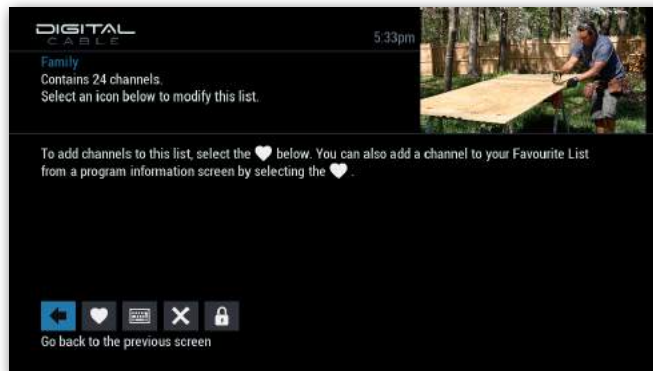 DIGITAL
CABLE
5:33pm
Family
Contains 24 channels.
Select an icon below to modify this list.
To add channels to this list, select the below. You can also add a channel to your Favourite List
from a program information screen by selecting the .
Go back to the previous screen